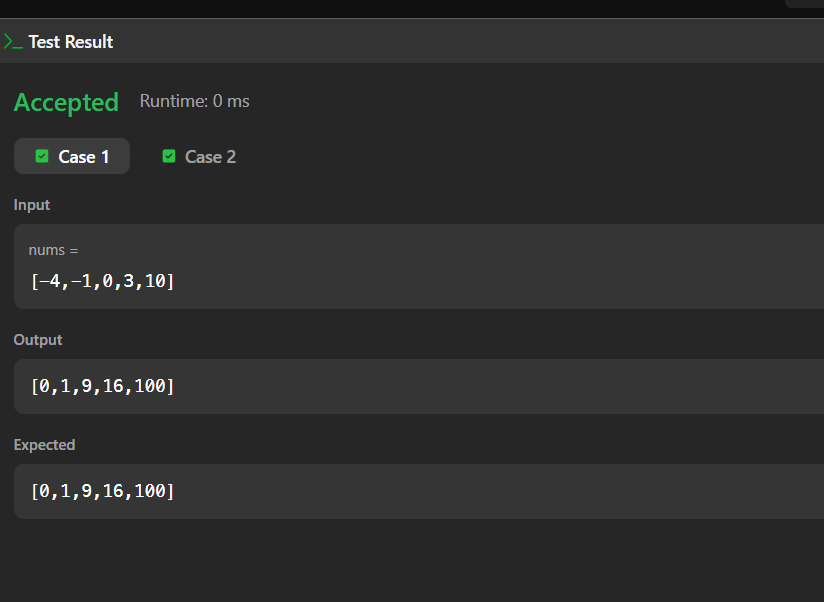 Test Result
Accepted Runtime: 0 ms
Case 1 Case 2
Input
nums =
[-4,-1,0,3,10]
Output
[0,1,9,16,100]
Expected
[0,1,9,16,100]